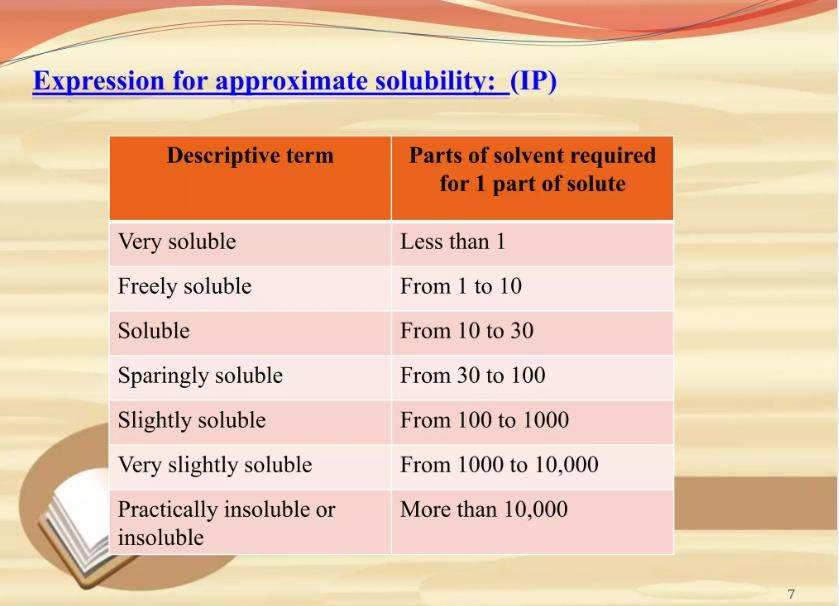 Expression for approximate solubility: (IP)
Descriptive term
Parts of solvent required
for 1 part of solute
Very soluble
Less than 1
Freely soluble
From 1 to 10
Soluble
From 10 to 30
Sparingly soluble
From 30 to 100
Slightly soluble
From 100 to 1000
Very slightly soluble
From 1000 to 10,000
Practically insoluble or
insoluble
More than 10,000
7